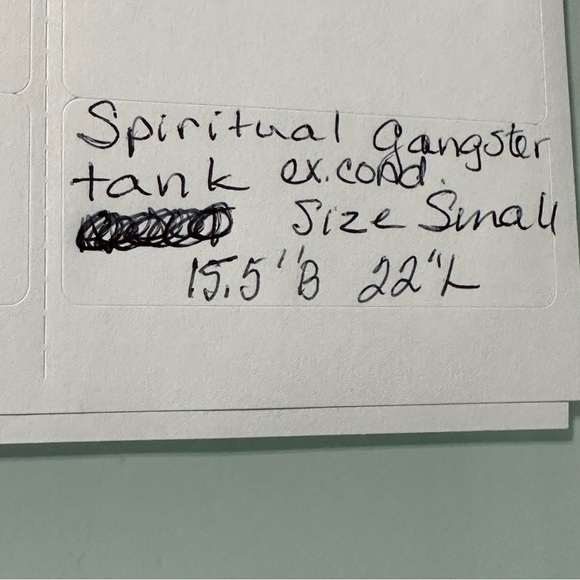 Spiritual Gangster
tank ex.cond.
Size Small
15.5"B 22"L